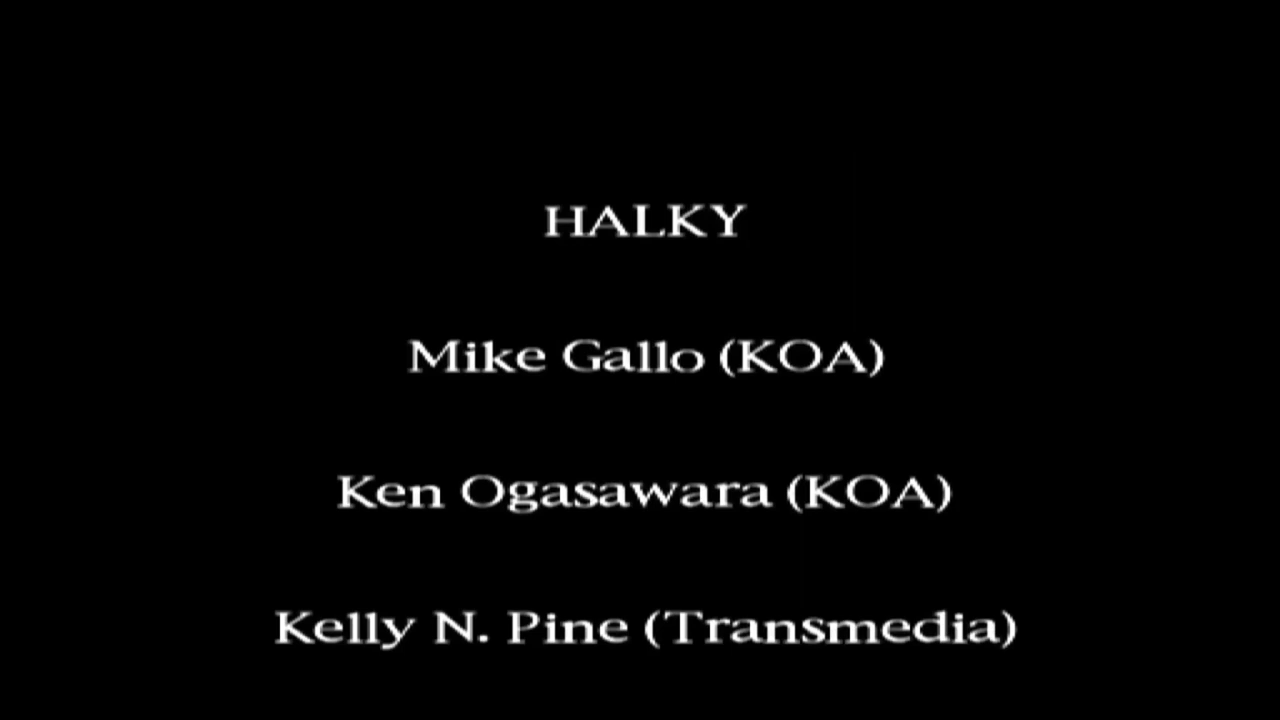 HALKY
Mike Gallo (KOA)
Ken Ogasawara (KOA)
Kelly N. Pine (Transmedia)